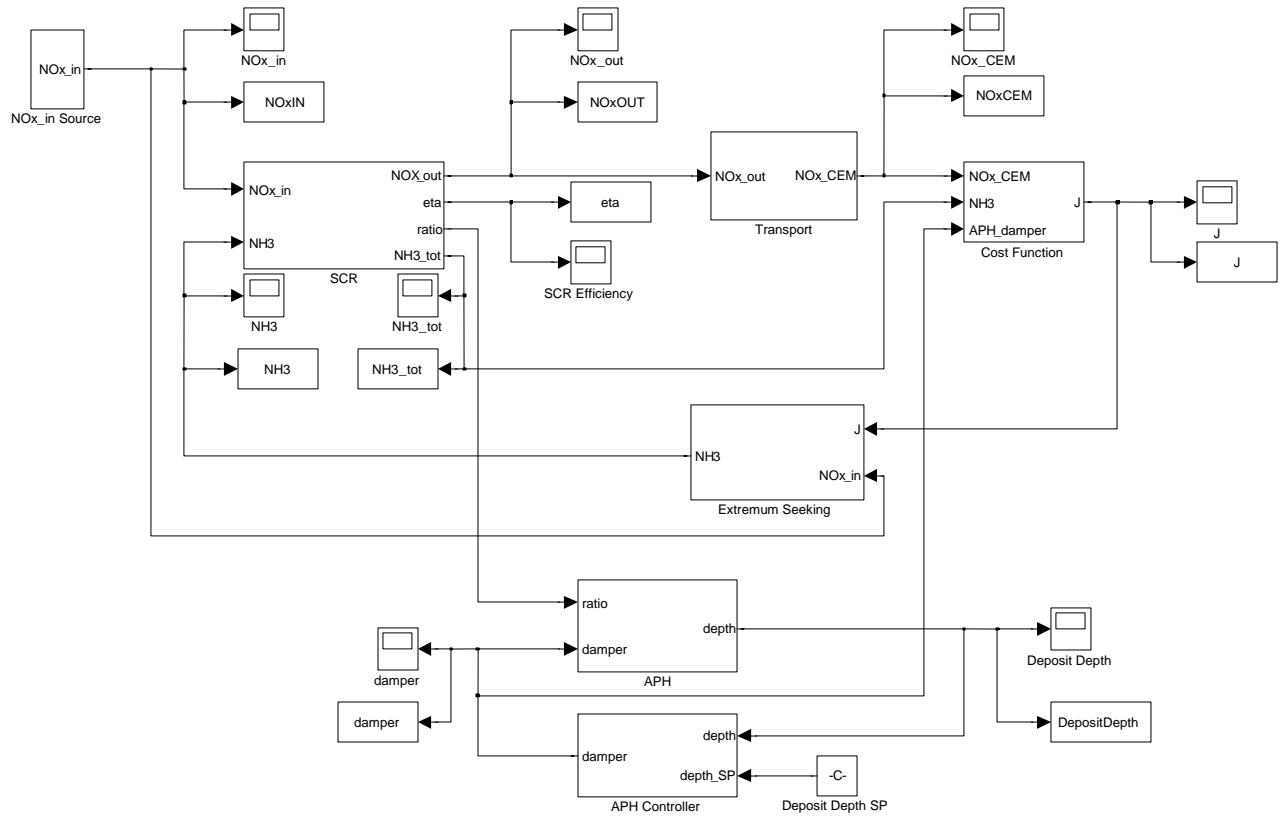 NOx_in
NOx_in Source
NOx_in
NOxIN
NOx_out
NOxOUT
NOx_CEM
NOxCEM
NOx_in
NH3
NOX_out
eta
ratio
NH3_tot
SCR
eta
SCR Efficiency
NOx_out
NOx_CEM
Transport
NOx_CEM
NH3
APH_damper
J
Cost Function
J
J
NH3
NH3_tot
NH3
NH3_tot
J
NH3
NOx_in
Extremum Seeking
ratio
damper
depth
APH
damper
damper
Deposit Depth
DepositDepth
depth
damper
depth_SP
APH Controller
-C-
Deposit Depth SP